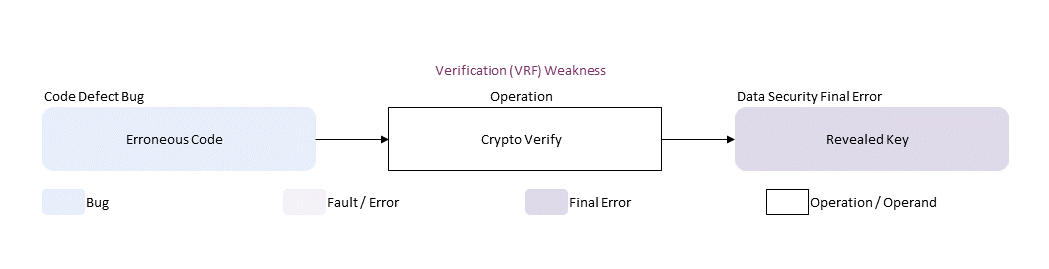 Verification (VRF) Weakness
Code Defect Bug
Operation
Data Security Final Error
Erroneous Code
Crypto Verify
Revealed Key
Bug
Fault / Error
Final Error
Operation / Operand